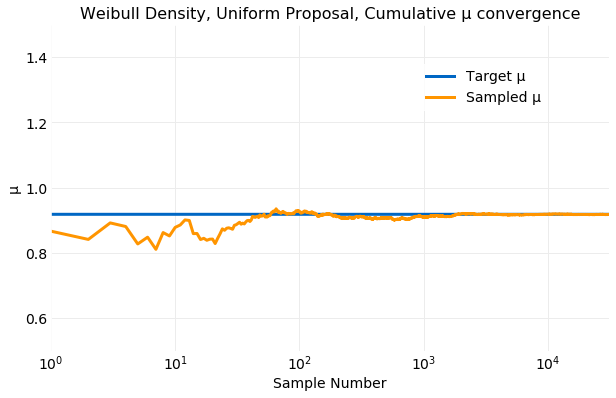 Weibull Density, Uniform Proposal, Cumulative μ convergence
1.4
1.2
1.0
0.8
0.6
μ
Target μ
Sampled μ
10⁰ 10¹ 10² 10³ 10⁴
Sample Number